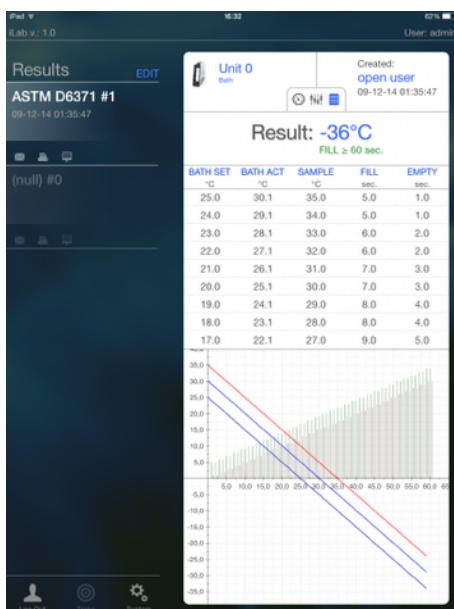 iPad 16:32 62%
iLab v.: 1.0 User: admin
Results EDIT
ASTM D6371 #1
09-12-14 01:35:47
(null) #0
Unit 0
Bath
Created:
open user
09-12-14 01:35:47
Result: -36°C
FILL ≥ 60 sec.
BATH SET BATH ACT SAMPLE FILL EMPTY
°C °C °C sec. sec.
25.0 30.1 35.0 5.0 1.0
24.0 29.1 34.0 5.0 1.0
23.0 28.1 33.0 6.0 2.0
22.0 27.1 32.0 6.0 2.0
21.0 26.1 31.0 7.0 3.0
20.0 25.1 30.0 7.0 3.0
19.0 24.1 29.0 8.0 4.0
18.0 23.1 28.0 8.0 4.0
17.0 22.1 27.0 9.0 5.0
35,0
30,0
25,0
20,0
15,0
10,0
5,0
5,0 10,0 15,0 20,0 25,0 30,0 35,0 40,0 45,0 50,0 55,0 60,0
-5,0
-10,0
-15,0
-20,0
-25,0
-30,0
-35,0